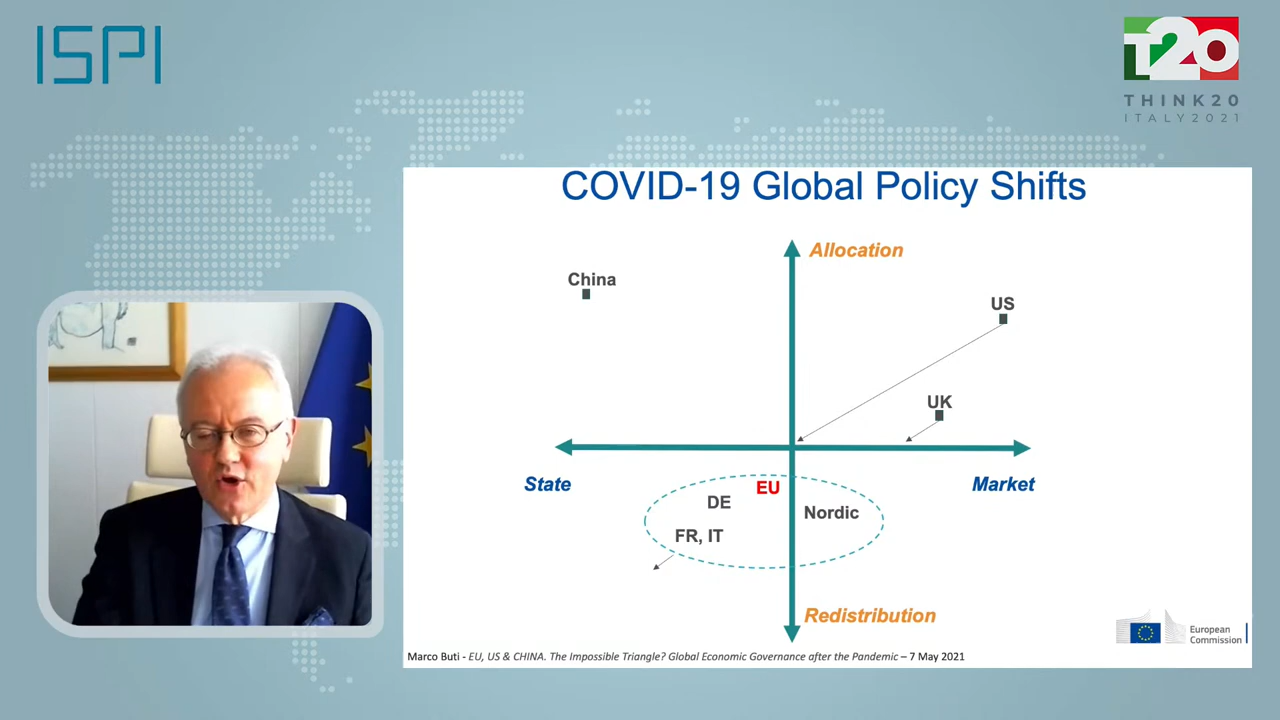 ISPI
T20
THINK20
ITALY2021
COVID-19 Global Policy Shifts
Allocation
China
US
UK
State
Market
EU
DE
Nordic
FR, IT
Redistribution
European
Commission
Marco Buti - EU, US & CHINA. The Impossible Triangle? Global Economic Governance after the Pandemic – 7 May 2021